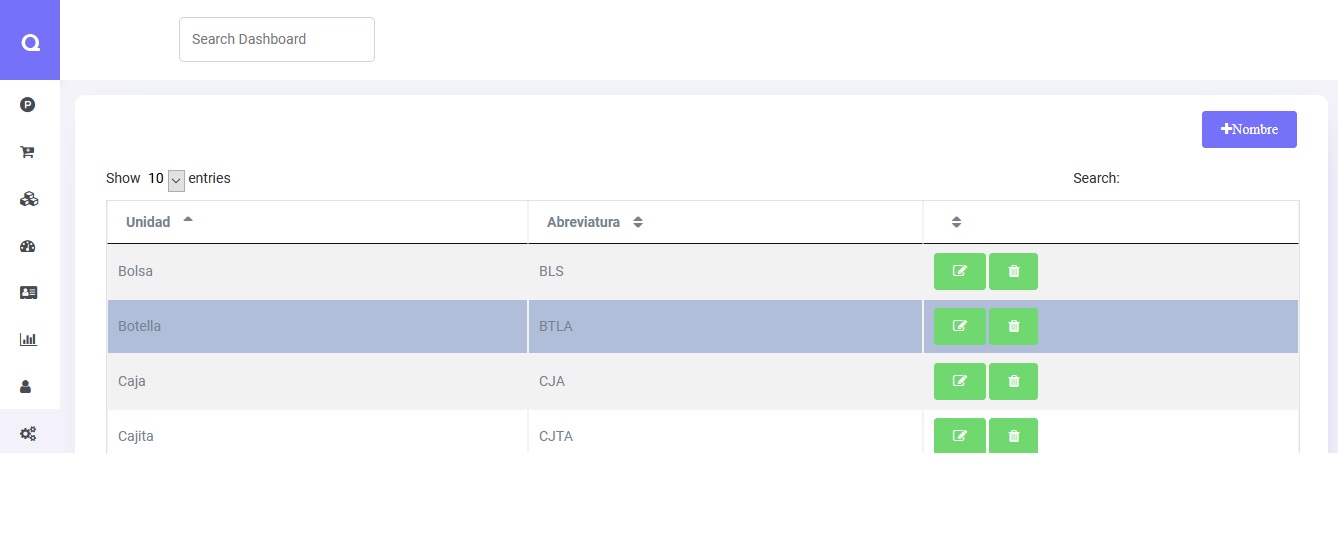 Q
Search Dashboard
P
+Nombre
Show 10 entries
Search:
Unidad Abreviatura
Bolsa BLS
Botella BTLA
Caja CJA
Cajita CJTA